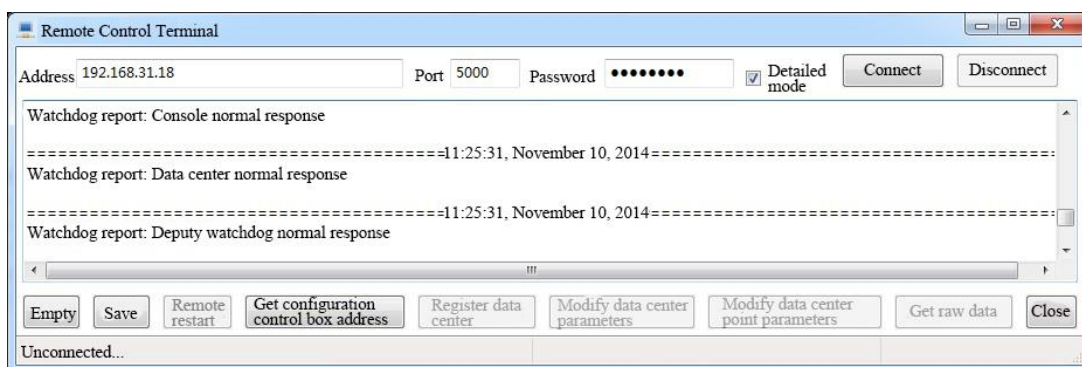 Remote Control Terminal
Address 192.168.31.18 Port 5000 Password ●●●●●●●● Detailed mode Connect Disconnect
Watchdog report: Console normal response
========================================11:25:31, November 10, 2014=======================================
Watchdog report: Data center normal response
========================================11:25:31, November 10, 2014=======================================
Watchdog report: Deputy watchdog normal response
Empty Save Remote restart Get configuration control box address Register data center Modify data center parameters Modify data center point parameters Get raw data Close
Unconnected...